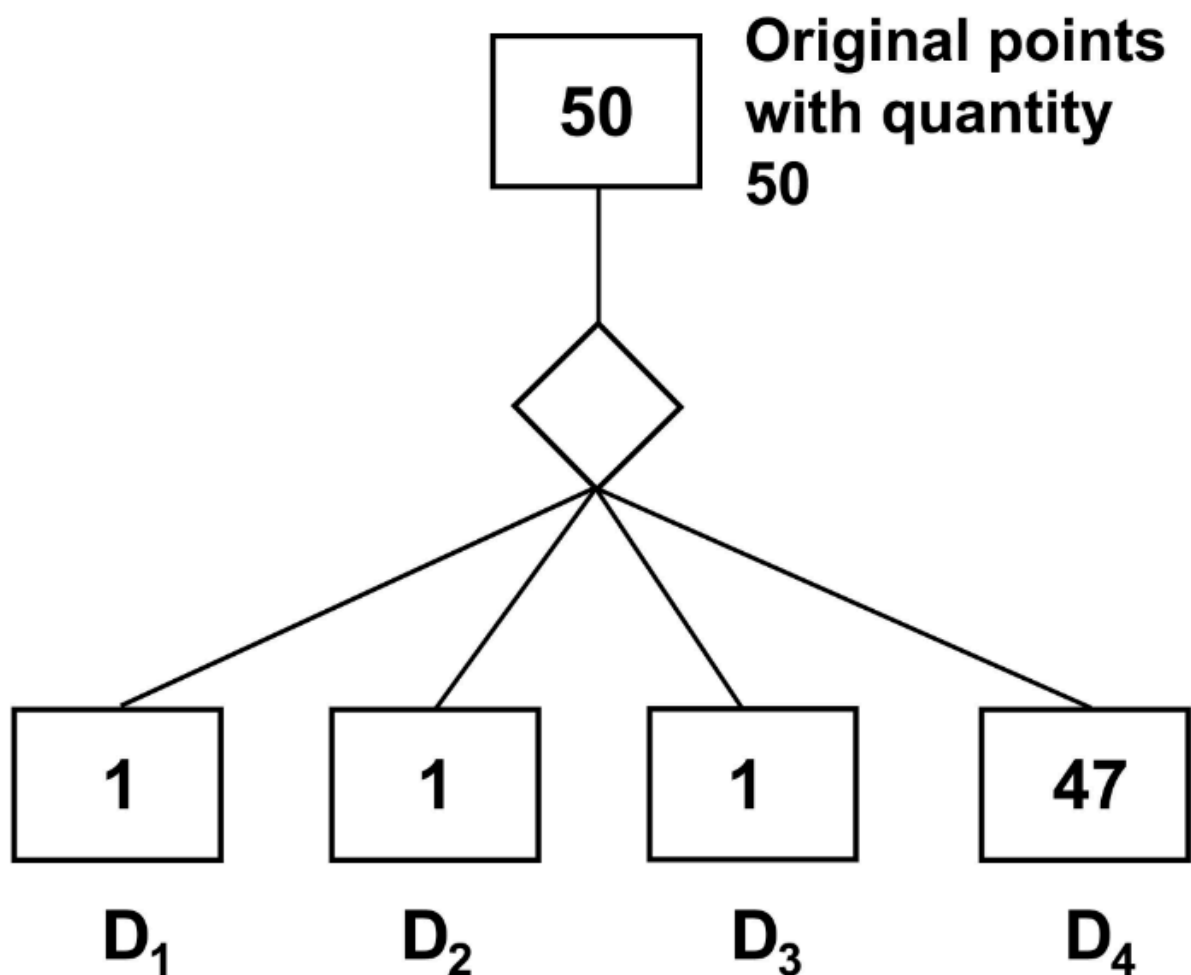 50
Original points
with quantity
50
1
1
1
47
D₁
D₂
D₃
D₄